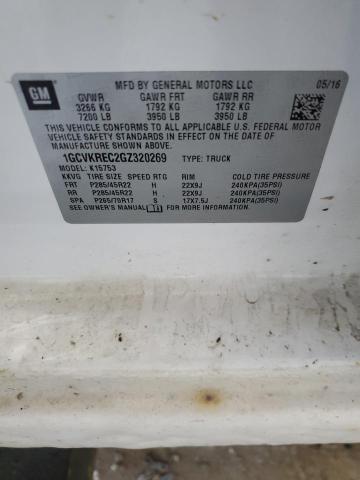 GM
MFD BY GENERAL MOTORS LLC 05/16
GVWR GAWR FRT GAWR RR
3266 KG 1792 KG 1792 KG
7200 LB 3950 LB 3950 LB
THIS VEHICLE CONFORMS TO ALL APPLICABLE U.S. FEDERAL MOTOR
VEHICLE SAFETY STANDARDS IN EFFECT ON THE DATE OF
MANUFACTURE SHOWN ABOVE.
1GCVKREC2GZ320269 TYPE: TRUCK
MODEL: K15753
KKVG TIRE SIZE SPEED RTG RIM COLD TIRE PRESSURE
FRT P285/45R22 H 22X9J 240KPA(35PSI)
RR P285/45R22 H 22X9J 240KPA(35PSI)
SPA P265/70R17 S 17X7.5J 240KPA(35PSI)
SEE OWNER'S MANUAL FOR MORE INFORMATION.